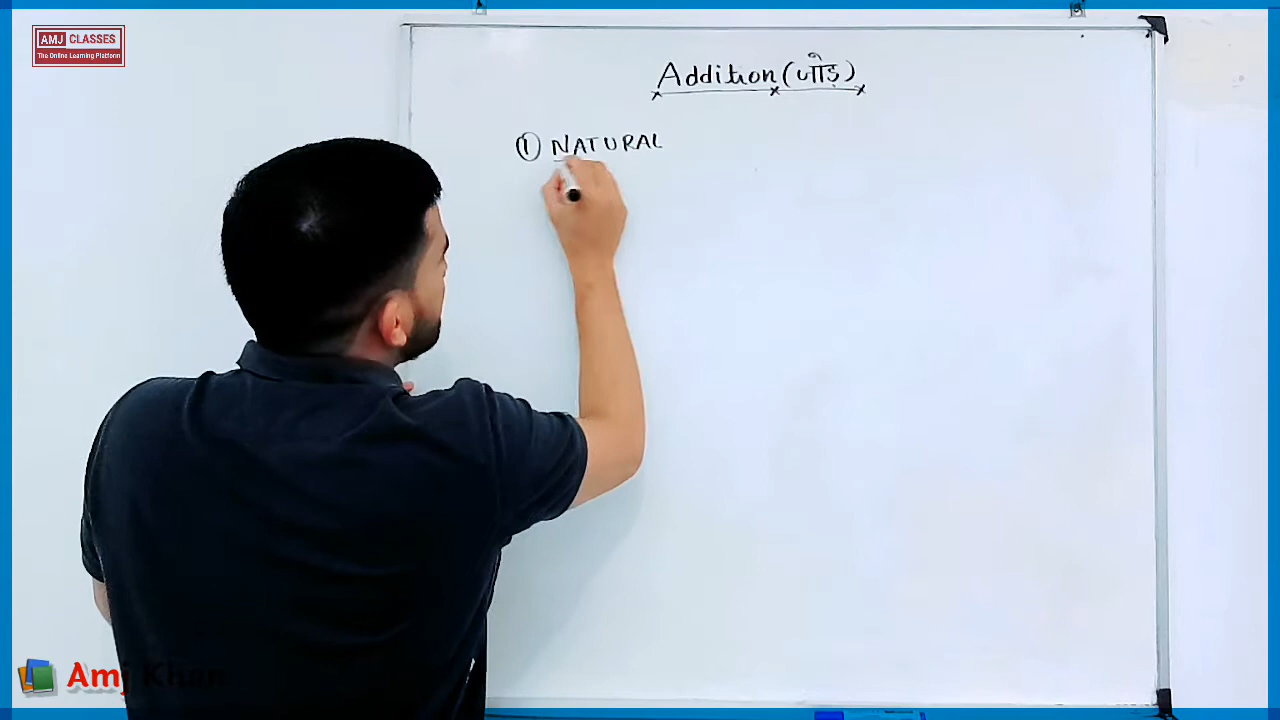 AMJ CLASSES
The Online Learning Platform
Addition (जोड़)
① NATURAL
Amj Khan